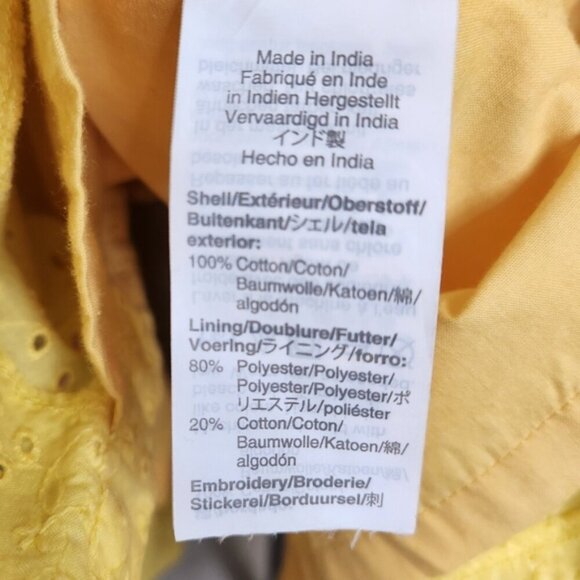 Made in India
Fabriqué en Inde
in Indien Hergestellt
Vervaardigd in India
インド製
Hecho en India
Shell/Extérieur/Oberstoff/
Buitenkant/シェル/tela
exterior:
100% Cotton/Coton/
Baumwolle/Katoen/綿/
algodón
Lining/Doublure/Futter/
Voering/ライニング/forro:
80% Polyester/Polyester/
Polyester/Polyester/ポ
リエステル/poliéster
20% Cotton/Coton/
Baumwolle/Katoen/綿/
algodón
Embroidery/Broderie/
Stickerei/Borduursel/刺